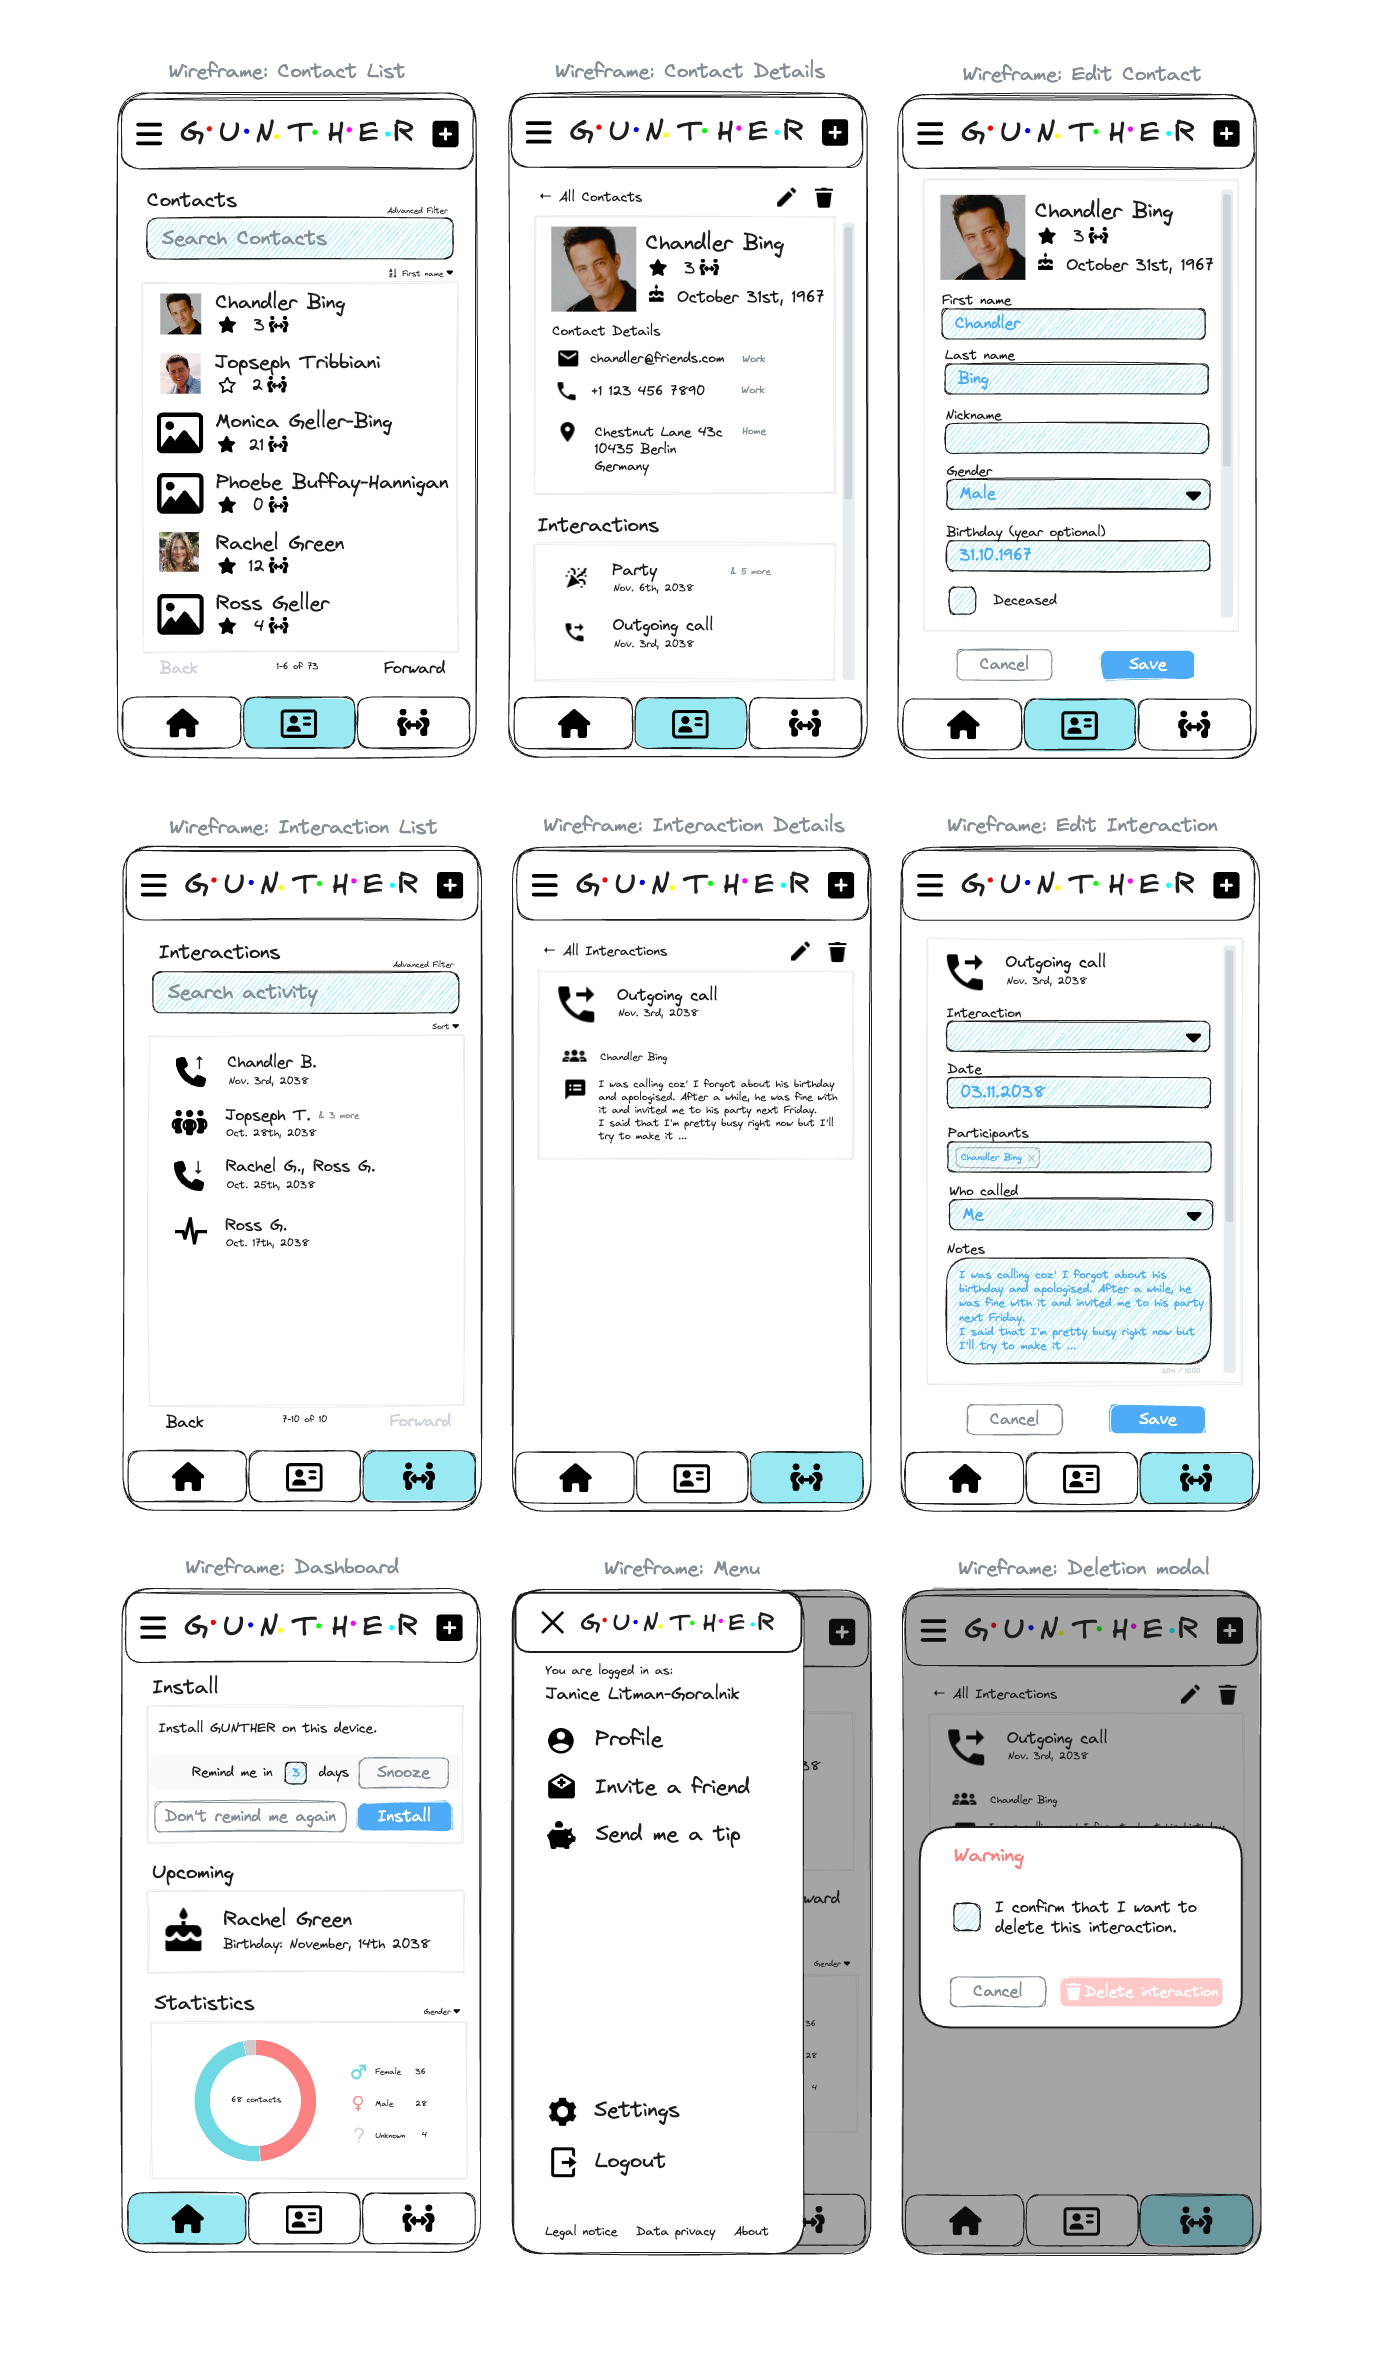 Wireframe: Contact List
G·U·N·T·H·E·R
Contacts
Advanced Filter
Search Contacts
First name
Chandler Bing
3
Jopseph Tribbiani
2
Monica Geller-Bing
21
Phoebe Buffay-Hannigan
0
Rachel Green
12
Ross Geller
4
Back
1-6 of 73
Forward
Wireframe: Contact Details
G·U·N·T·H·E·R
← All Contacts
Chandler Bing
3
October 31st, 1967
Contact Details
chandler@friends.com Work
+1 123 456 7890 Work
Chestnut Lane 43c Home
10435 Berlin
Germany
Interactions
Party & 5 more
Nov. 6th, 2038
Outgoing call
Nov. 3rd, 2038
Wireframe: Edit Contact
G·U·N·T·H·E·R
Chandler Bing
3
October 31st, 1967
First name
Chandler
Last name
Bing
Nickname
Gender
Male
Birthday (year optional)
31.10.1967
Deceased
Cancel
Save
Wireframe: Interaction List
G·U·N·T·H·E·R
Interactions
Advanced Filter
Search activity
Sort
Chandler B.
Nov. 3rd, 2038
Jopseph T. & 3 more
Oct. 28th, 2038
Rachel G., Ross G.
Oct. 25th, 2038
Ross G.
Oct. 17th, 2038
Back
7-10 of 10
Forward
Wireframe: Interaction Details
G·U·N·T·H·E·R
← All Interactions
Outgoing call
Nov. 3rd, 2038
Chandler Bing
I was calling coz' I forgot about his birthday
and apologised. After a while, he was fine with
it and invited me to his party next Friday.
I said that I'm pretty busy right now but I'll
try to make it ...
Wireframe: Edit Interaction
G·U·N·T·H·E·R
Outgoing call
Nov. 3rd, 2038
Interaction
Date
03.11.2038
Participants
Chandler Bing ×
Who called
Me
Notes
I was calling coz' I forgot about his
birthday and apologised. After a while, he
was fine with it and invited me to his party
next Friday.
I said that I'm pretty busy right now but
I'll try to make it ...
204 / 1000
Cancel
Save
Wireframe: Dashboard
G·U·N·T·H·E·R
Install
Install GUNTHER on this device.
Remind me in 3 days
Snooze
Don't remind me again
Install
Upcoming
Rachel Green
Birthday: November, 14th 2038
Statistics
Gender
68 contacts
Female 36
Male 28
? Unknown 4
Wireframe: Menu
G·U·N·T·H·E·R
You are logged in as:
Janice Litman-Goralnik
Profile
Invite a friend
Send me a tip
Settings
Logout
Legal notice
Data privacy
About
38
ward
Gender
36
28
4
Wireframe: Deletion modal
G·U·N·T·H·E·R
← All Interactions
Outgoing call
Nov. 3rd, 2038
Chandler Bing
Warning
I confirm that I want to
delete this interaction.
Cancel
Delete interaction